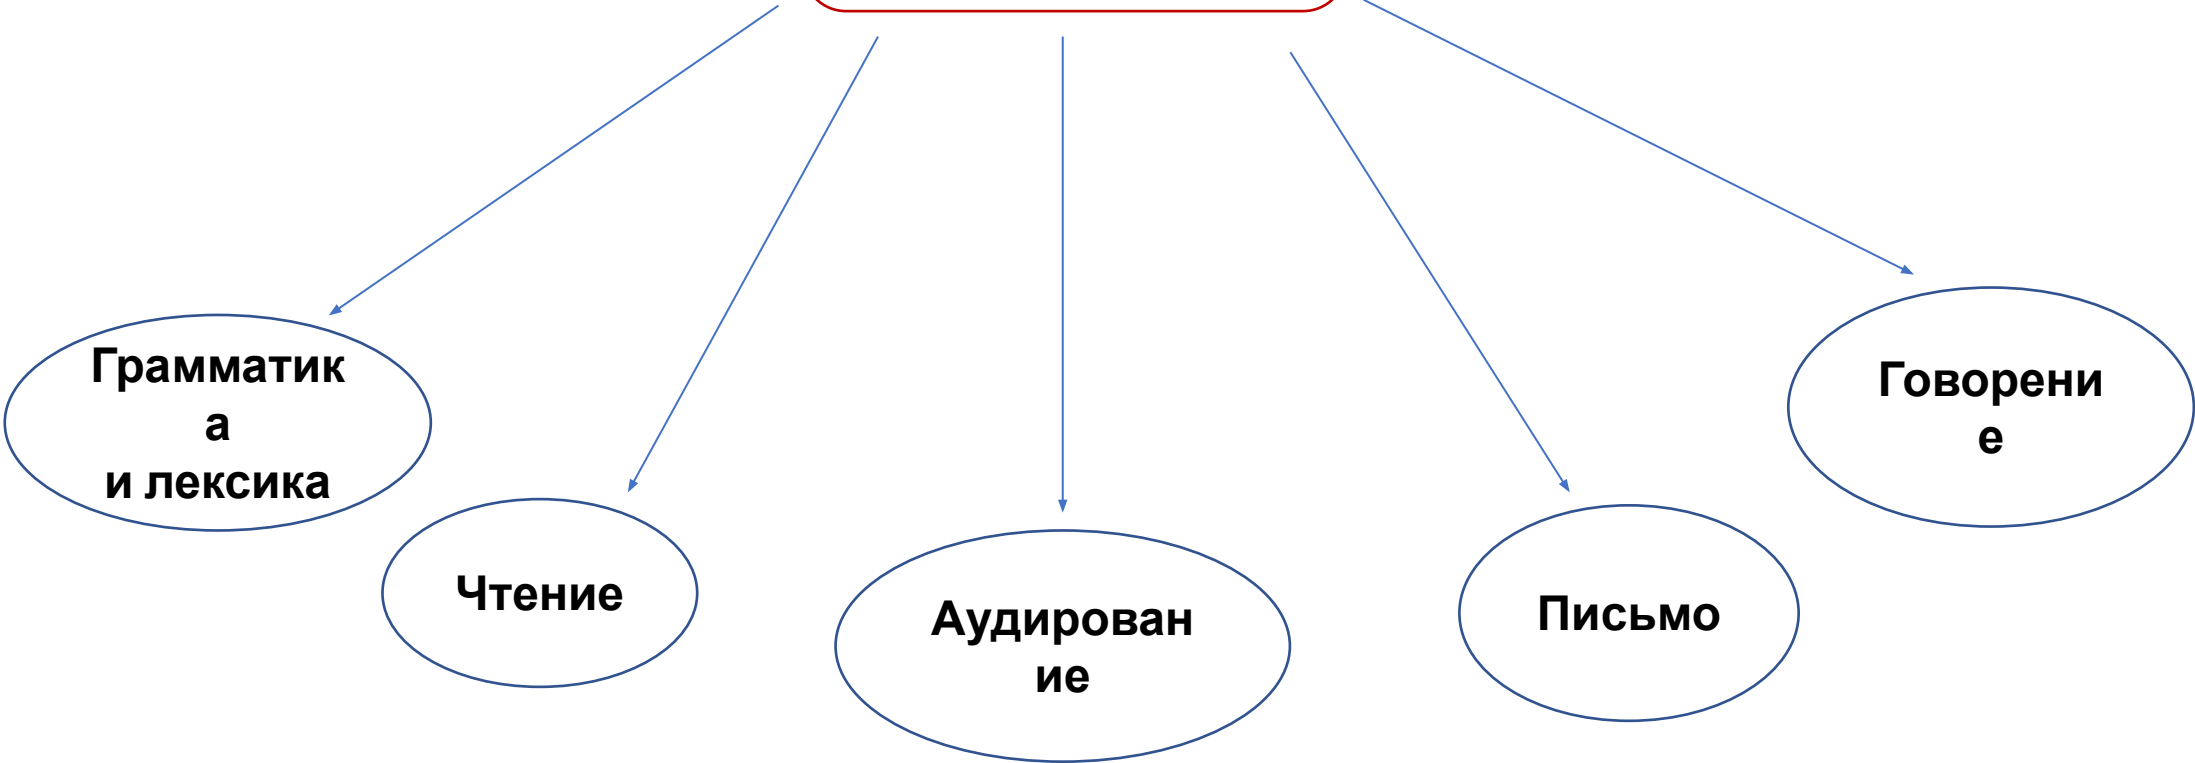 Грамматик
а
и лексика
Чтение
Аудирован
ие
Письмо
Говорени
е